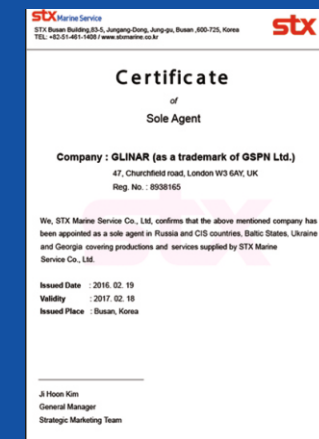 stx Marine Service
STX Busan Building,83-5, Jungang-Dong, Jung-gu, Busan ,600-725, Korea
TEL: +82-51-461-1408 / www.stxmarine.co.kr
stx
Certificate
of
Sole Agent
Company : GLINAR (as a trademark of GSPN Ltd.)
47, Churchfield road, London W3 6AY, UK
Reg. No. : 8938165
We, STX Marine Service Co., Ltd, confirms that the above mentioned company has
been appointed as a sole agent in Russia and CIS countries, Baltic States, Ukraine
and Georgia covering productions and services supplied by STX Marine
Service Co., Ltd.
Issued Date : 2016. 02. 19
Validity : 2017. 02. 18
Issued Place : Busan, Korea
Ji Hoon Kim
General Manager
Strategic Marketing Team